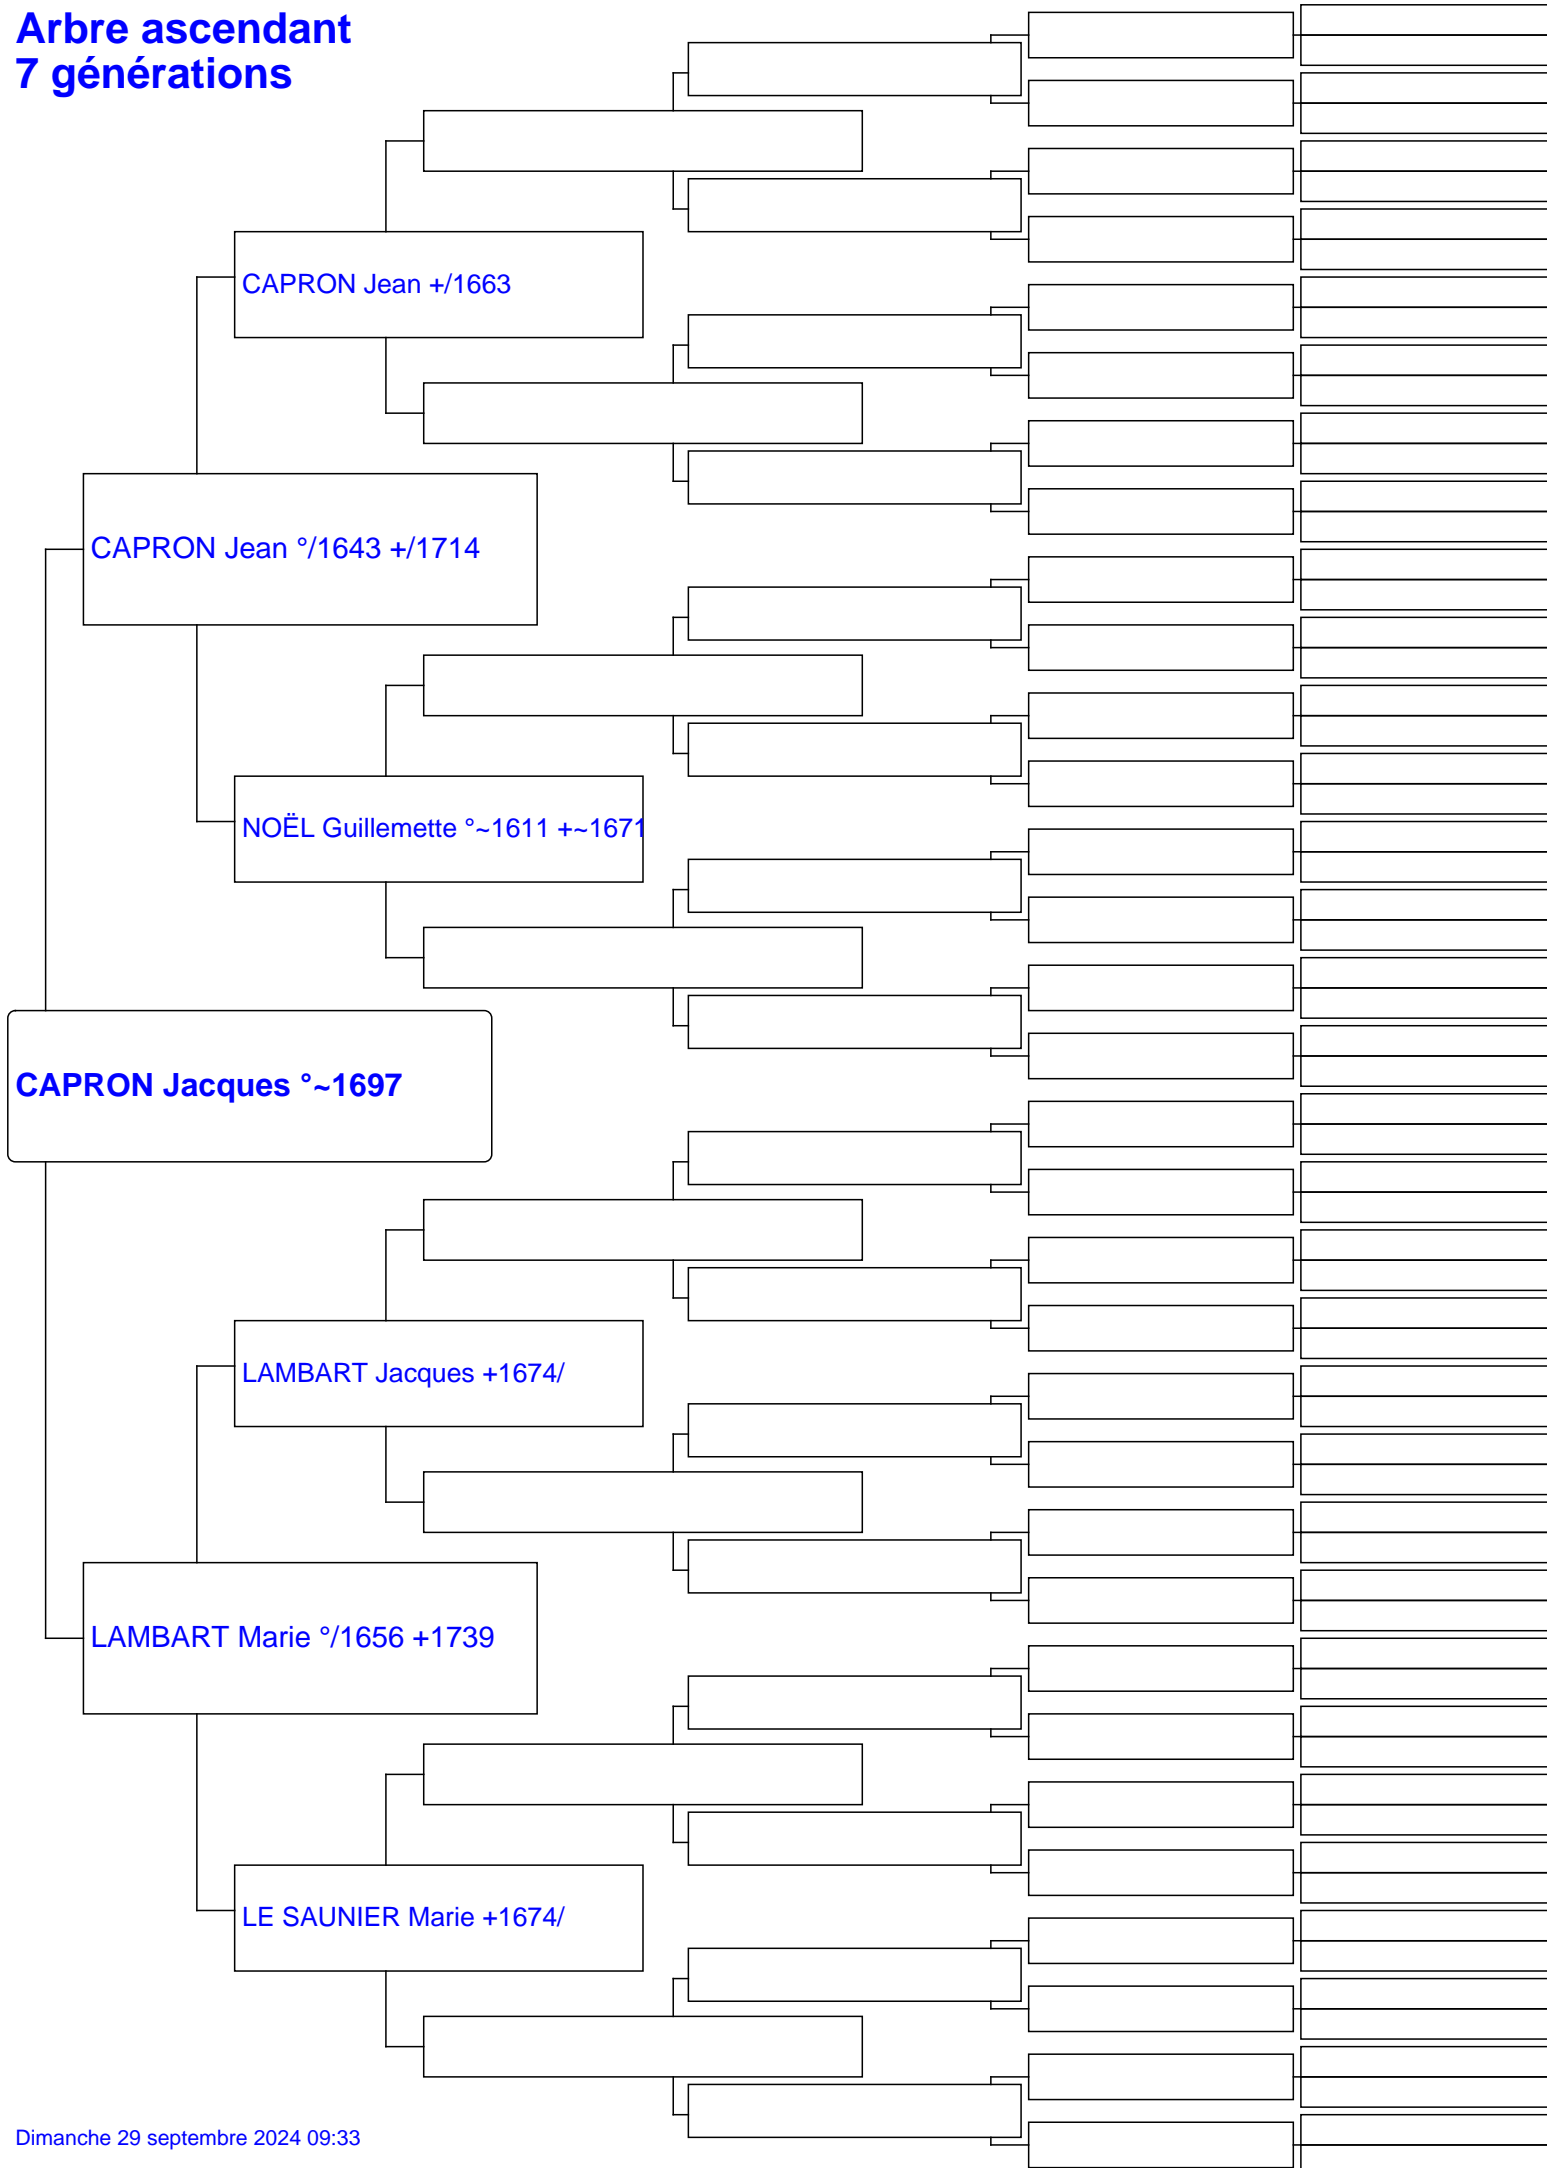 Arbre ascendant
7 générations
CAPRON Jean +/1663
CAPRON Jean °/1643 +/1714
NOËL Guillemette °~1611 +~1671
CAPRON Jacques °~1697
LAMBART Jacques +1674/
LAMBART Marie °/1656 +1739
LE SAUNIER Marie +1674/
Dimanche 29 septembre 2024 09:33